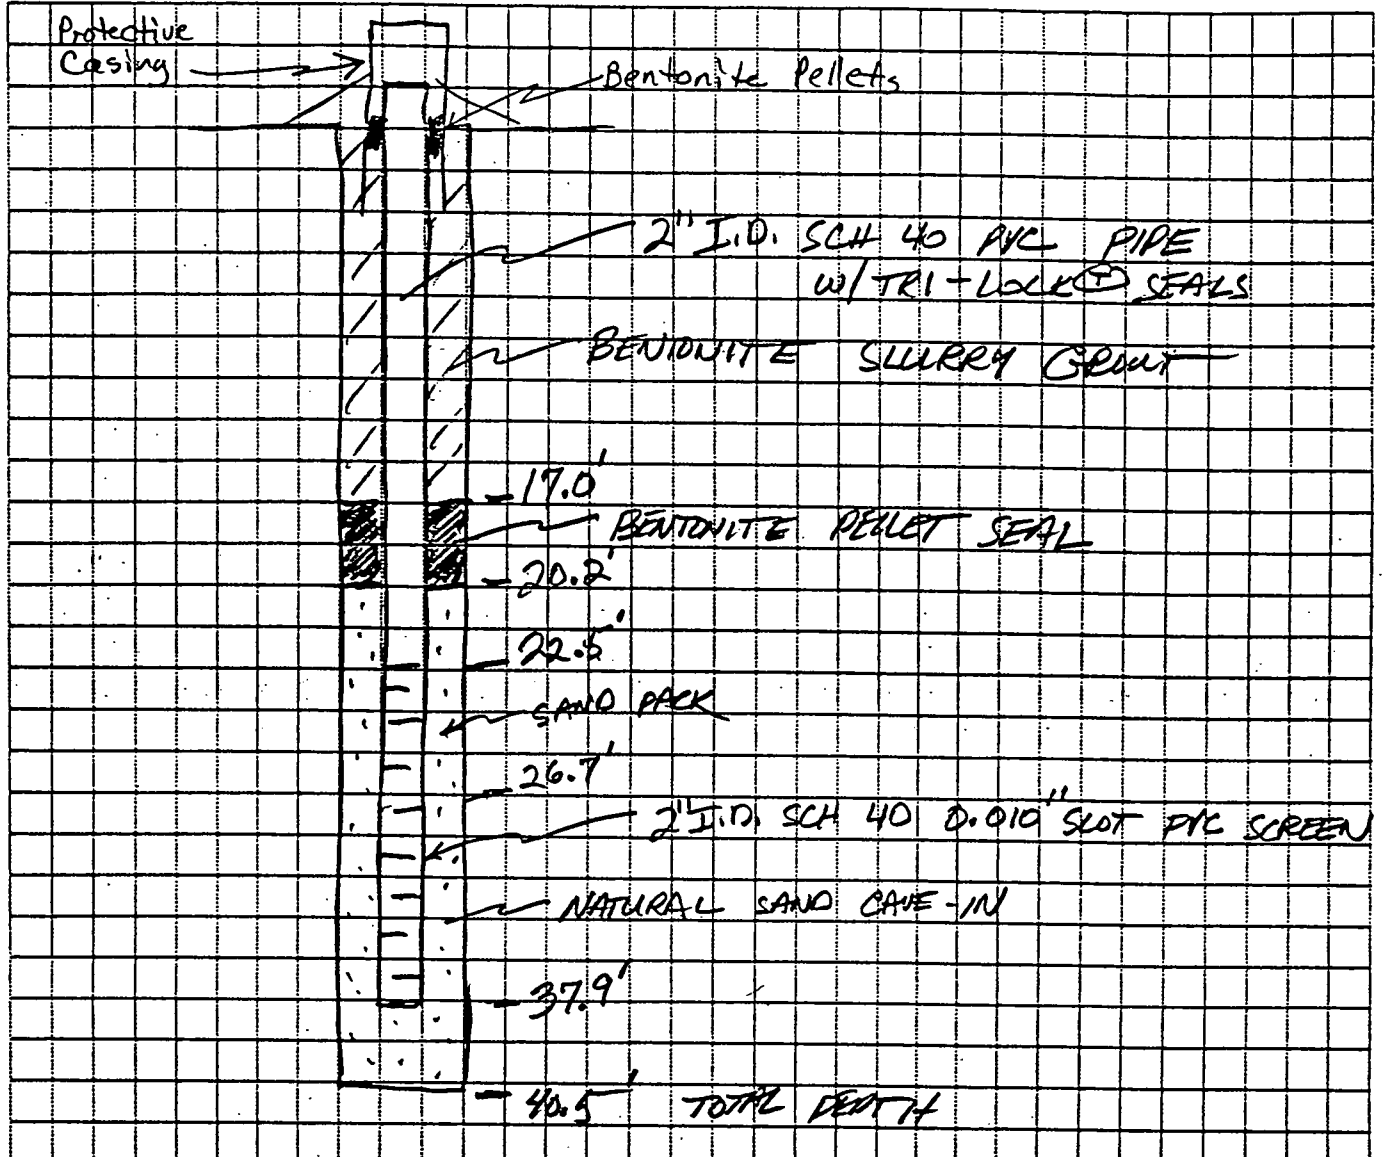 Protective
Casing
Bentonite Pellets
2" I.D. SCH 40 PVC PIPE
W/ TRI-LOCK Ⓣ SEALS
BENTONITE SLURRY GROUT
17.0'
BENTONITE PELLET SEAL
20.2'
22.5'
SAND PACK
26.7'
2" I.D. SCH 40 0.010" SLOT PVC SCREEN
NATURAL SAND CAVE-IN
37.9'
40.5' TOTAL DEPTH